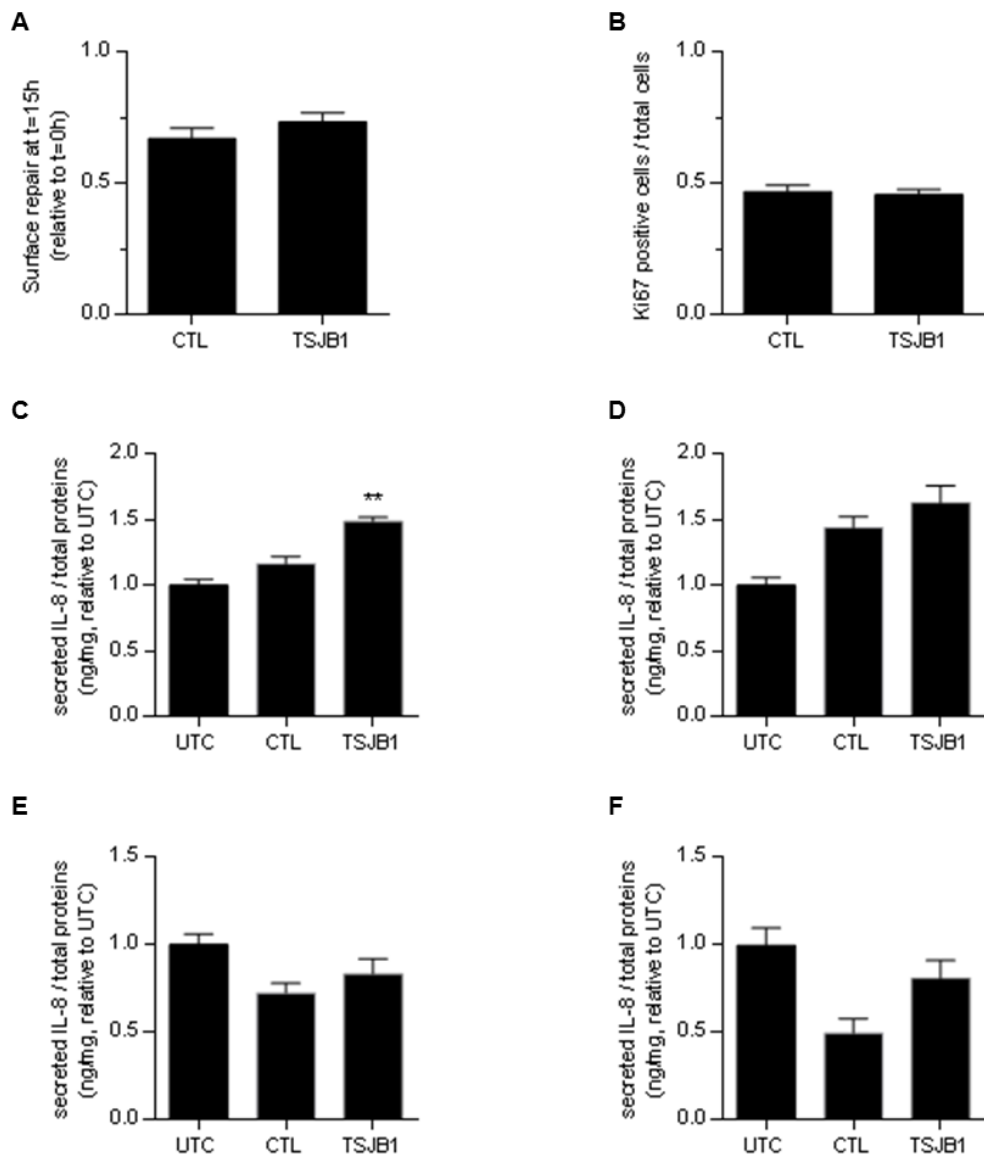 A
Surface repair at t=15h
(relative to t=0h)
1.0
0.5
0.0
CTL
TSJB1
B
Ki67 positive cells / total cells
1.0
0.5
0.0
CTL
TSJB1
C
secreted IL-8 / total proteins
(ng/mg, relative to UTC)
2.0
1.5
1.0
0.5
0.0
**
UTC
CTL
TSJB1
D
secreted IL-8 / total proteins
(ng/mg, relative to UTC)
2.0
1.5
1.0
0.5
0.0
UTC
CTL
TSJB1
E
secreted IL-8 / total proteins
(ng/mg, relative to UTC)
1.5
1.0
0.5
0.0
UTC
CTL
TSJB1
F
secreted IL-8 / total proteins
(ng/mg, relative to UTC)
1.5
1.0
0.5
0.0
UTC
CTL
TSJB1